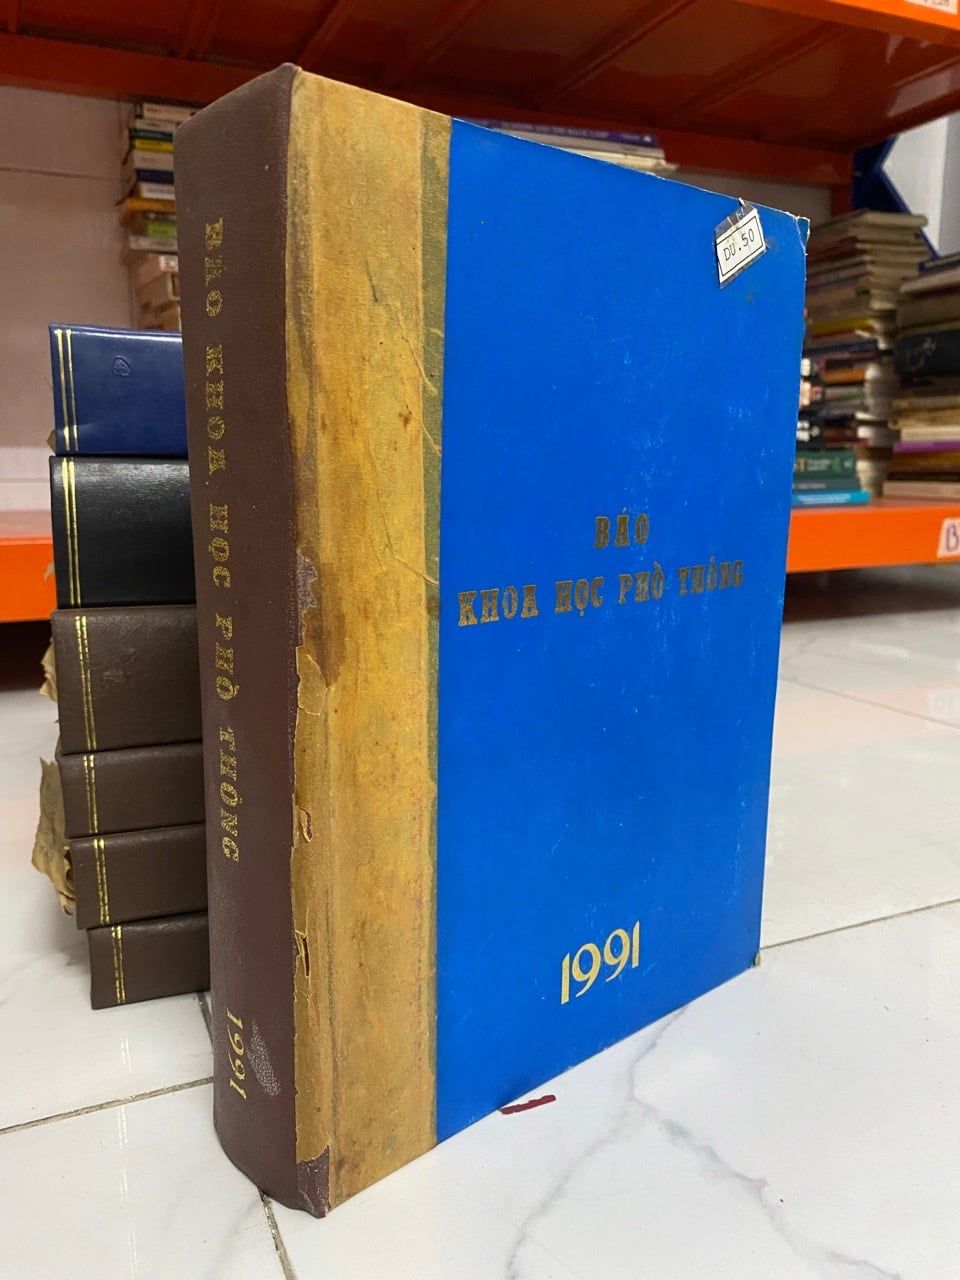 BÁO KHOA HỌC PHỔ THÔNG
1991
DU.50
BÁO
KHOA HỌC PHỔ THÔNG
1991
B